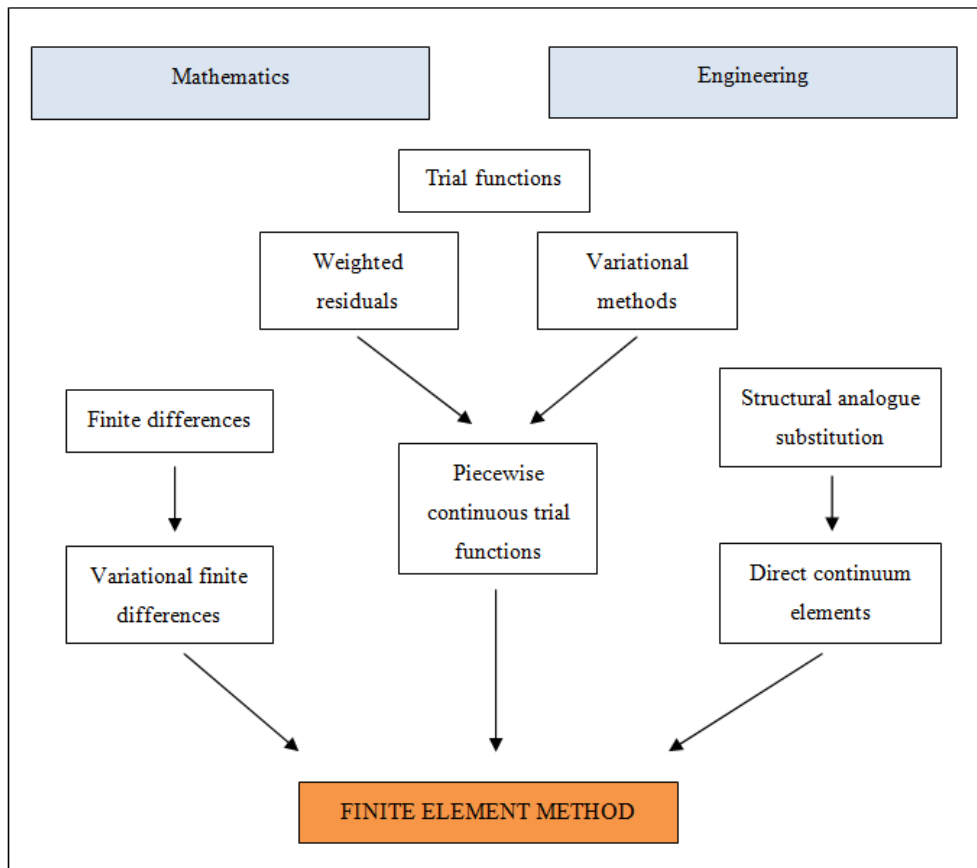 Mathematics
Engineering
Trial functions
Weighted
residuals
Variational
methods
Finite differences
Structural analogue
substitution
Piecewise
continuous trial
functions
Variational finite
differences
Direct continuum
elements
FINITE ELEMENT METHOD